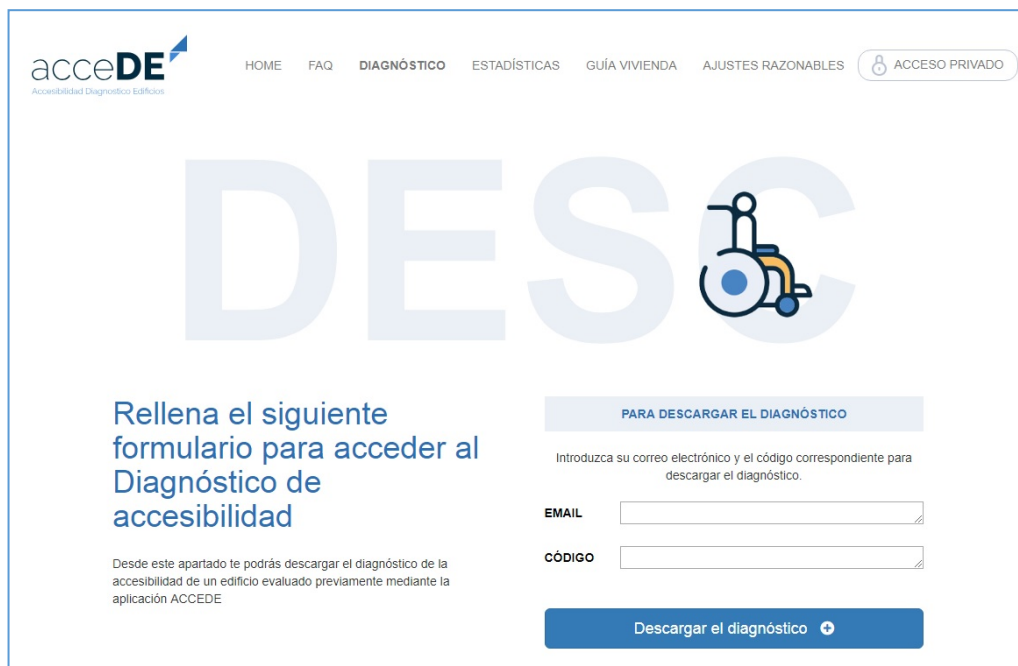 acceDE
Accesibilidad Diagnostico Edificios
HOME FAQ DIAGNÓSTICO ESTADÍSTICAS GUÍA VIVIENDA AJUSTES RAZONABLES ACCESO PRIVADO
DESC
Rellena el siguiente
formulario para acceder al
Diagnóstico de
accesibilidad
Desde este apartado te podrás descargar el diagnóstico de la
accesibilidad de un edificio evaluado previamente mediante la
aplicación ACCEDE
PARA DESCARGAR EL DIAGNÓSTICO
Introduzca su correo electrónico y el código correspondiente para
descargar el diagnóstico.
EMAIL
CÓDIGO
Descargar el diagnóstico